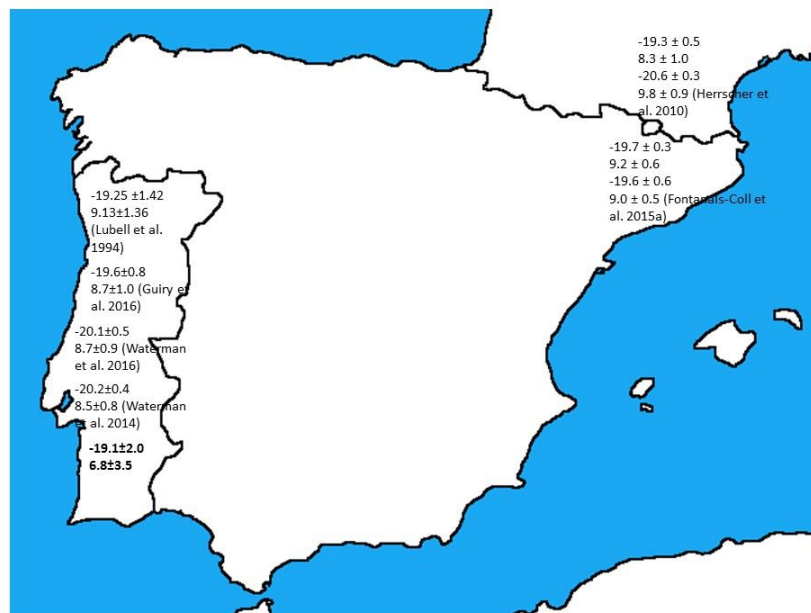 -19.3 ± 0.5
8.3 ± 1.0
-20.6 ± 0.3
9.8 ± 0.9 (Herrscher et
al. 2010)
-19.7 ± 0.3
9.2 ± 0.6
-19.6 ± 0.6
9.0 ± 0.5 (Fontanals-Coll et
al. 2015a)
-19.25 ±1.42
9.13±1.36
(Lubell et al.
1994)
-19.6±0.8
8.7±1.0 (Guiry et
al. 2016)
-20.1±0.5
8.7±0.9 (Waterman
et al. 2016)
-20.2±0.4
8.5±0.8 (Waterman
et al. 2014)
-19.1±2.0
6.8±3.5